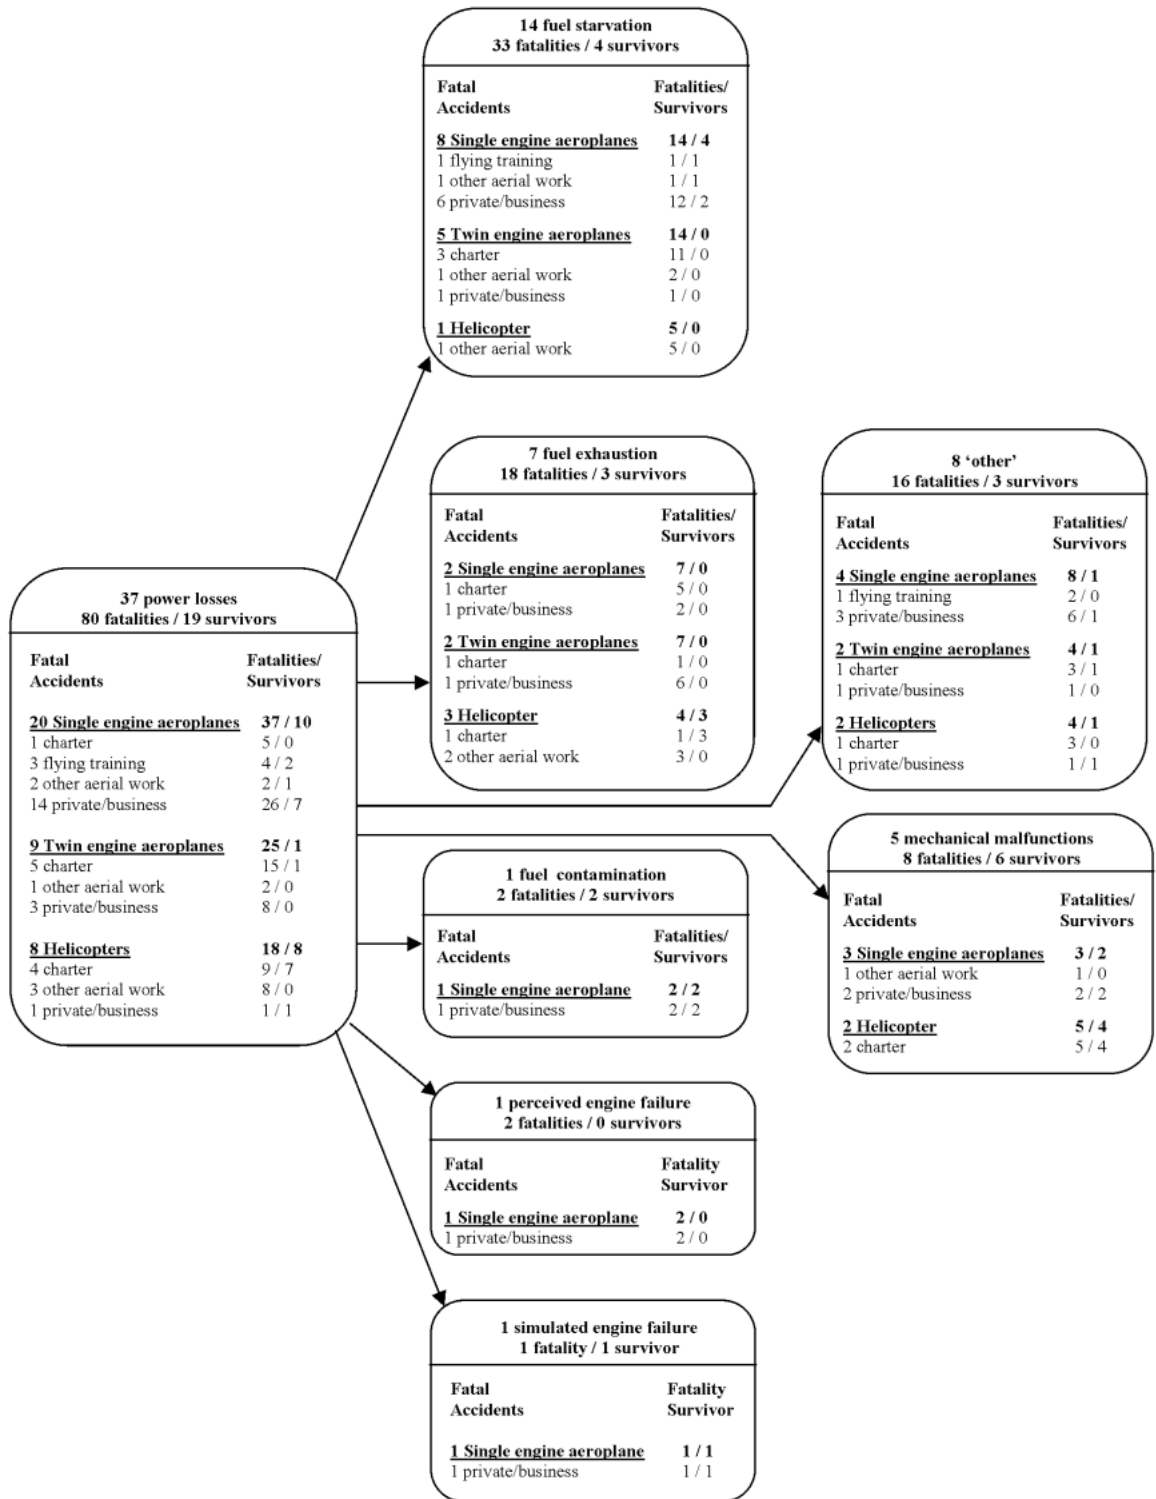 14 fuel starvation
33 fatalities / 4 survivors
Fatal Fatalities/
Accidents Survivors
8 Single engine aeroplanes 14 / 4
1 flying training 1 / 1
1 other aerial work 1 / 1
6 private/business 12 / 2
5 Twin engine aeroplanes 14 / 0
3 charter 11 / 0
1 other aerial work 2 / 0
1 private/business 1 / 0
1 Helicopter 5 / 0
1 other aerial work 5 / 0
7 fuel exhaustion
18 fatalities / 3 survivors
Fatal Fatalities/
Accidents Survivors
2 Single engine aeroplanes 7 / 0
1 charter 5 / 0
1 private/business 2 / 0
2 Twin engine aeroplanes 7 / 0
1 charter 1 / 0
1 private/business 6 / 0
3 Helicopter 4 / 3
1 charter 1 / 3
2 other aerial work 3 / 0
8 ‘other’
16 fatalities / 3 survivors
Fatal Fatalities/
Accidents Survivors
4 Single engine aeroplanes 8 / 1
1 flying training 2 / 0
3 private/business 6 / 1
2 Twin engine aeroplanes 4 / 1
1 charter 3 / 1
1 private/business 1 / 0
2 Helicopters 4 / 1
1 charter 3 / 0
1 private/business 1 / 1
37 power losses
80 fatalities / 19 survivors
Fatal Fatalities/
Accidents Survivors
20 Single engine aeroplanes 37 / 10
1 charter 5 / 0
3 flying training 4 / 2
2 other aerial work 2 / 1
14 private/business 26 / 7
9 Twin engine aeroplanes 25 / 1
5 charter 15 / 1
1 other aerial work 2 / 0
3 private/business 8 / 0
8 Helicopters 18 / 8
4 charter 9 / 7
3 other aerial work 8 / 0
1 private/business 1 / 1
5 mechanical malfunctions
8 fatalities / 6 survivors
Fatal Fatalities/
Accidents Survivors
3 Single engine aeroplanes 3 / 2
1 other aerial work 1 / 0
2 private/business 2 / 2
2 Helicopter 5 / 4
2 charter 5 / 4
1 fuel contamination
2 fatalities / 2 survivors
Fatal Fatalities/
Accidents Survivors
1 Single engine aeroplane 2 / 2
1 private/business 2 / 2
1 perceived engine failure
2 fatalities / 0 survivors
Fatal Fatality
Accidents Survivor
1 Single engine aeroplane 2 / 0
1 private/business 2 / 0
1 simulated engine failure
1 fatality / 1 survivor
Fatal Fatality
Accidents Survivor
1 Single engine aeroplane 1 / 1
1 private/business 1 / 1